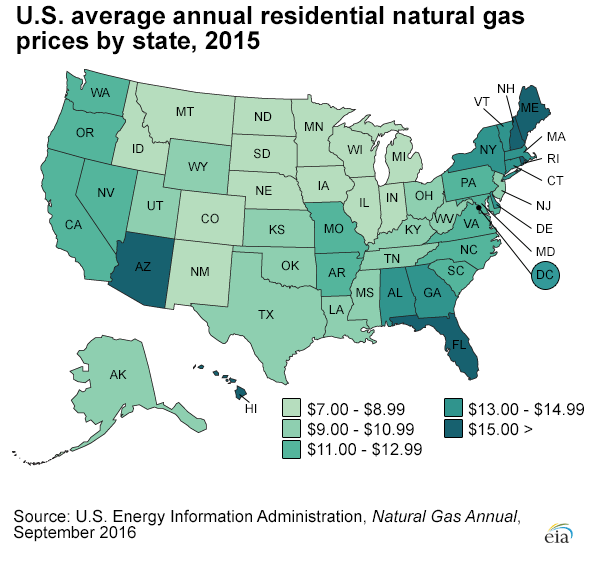 U.S. average annual residential natural gas
prices by state, 2015
WA
MT
ND
MN
VT
NH
ME
OR
ID
SD
WI
MI
NY
MA
RI
WY
CT
NV
NE
IA
PA
NJ
UT
CO
IL
IN
OH
DE
CA
KS
MO
WV
VA
MD
KY
AZ
NM
OK
AR
TN
NC
DC
SC
TX
MS
AL
GA
LA
FL
AK
HI
$7.00 - $8.99
$9.00 - $10.99
$11.00 - $12.99
$13.00 - $14.99
$15.00 >
Source: U.S. Energy Information Administration, Natural Gas Annual,
September 2016
eia